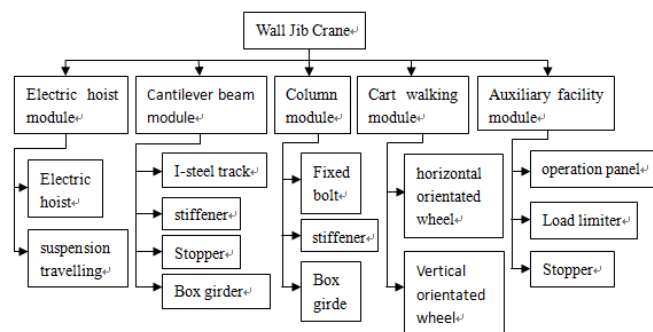 Wall Jib Crane
Electric hoist
module
Cantilever beam
module
Column
module
Cart walking
module
Auxiliary facility
module
Electric
hoist
suspension
travelling
I-steel track
stiffener
Stopper
Box girder
Fixed
bolt
stiffener
Box
girde
horizontal
orientated
wheel
Vertical
orientated
wheel
operation panel
Load limiter
Stopper